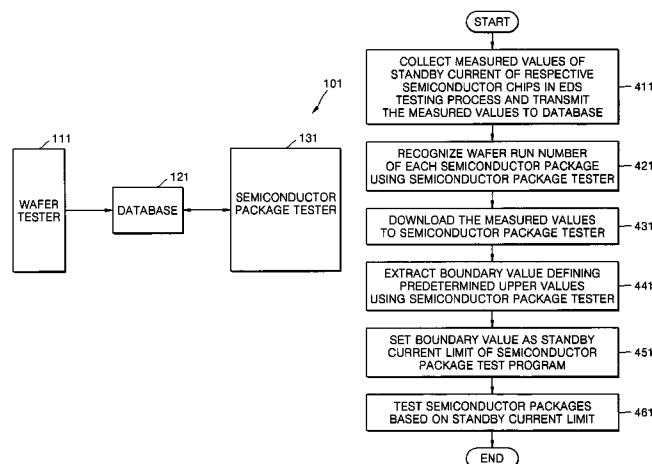 101
111
WAFER
TESTER
121
DATABASE
131
SEMICONDUCTOR
PACKAGE TESTER
START
COLLECT MEASURED VALUES OF
STANDBY CURRENT OF RESPECTIVE
SEMICONDUCTOR CHIPS IN EDS
TESTING PROCESS AND TRANSMIT
THE MEASURED VALUES TO DATABASE
411
RECOGNIZE WAFER RUN NUMBER
OF EACH SEMICONDUCTOR PACKAGE
USING SEMICONDUCTOR PACKAGE TESTER
421
DOWNLOAD THE MEASURED VALUES
TO SEMICONDUCTOR PACKAGE TESTER
431
EXTRACT BOUNDARY VALUE DEFINING
PREDETERMINED UPPER VALUES
USING SEMICONDUCTOR PACKAGE TESTER
441
SET BOUNDARY VALUE AS STANDBY
CURRENT LIMIT OF SEMICONDUCTOR
PACKAGE TEST PROGRAM
451
TEST SEMICONDUCTOR PACKAGES
BASED ON STANDBY CURRENT LIMIT
461
END